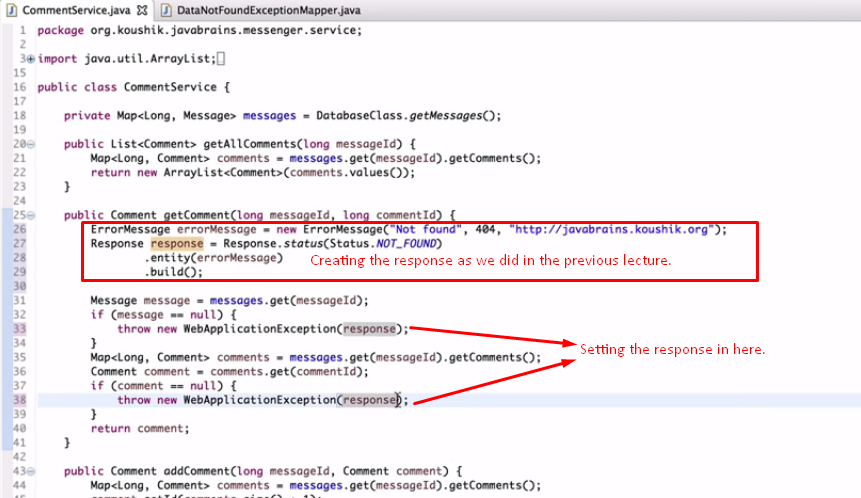 CommentService.java DataNotFoundExceptionMapper.java
1 package org.koushik.javabrains.messenger.service;
2
3 import java.util.ArrayList;
15
16 public class CommentService {
17
18 private Map<Long, Message> messages = DatabaseClass.getMessages();
19
20 public List<Comment> getAllComments(long messageId) {
21 Map<Long, Comment> comments = messages.get(messageId).getComments();
22 return new ArrayList<Comment>(comments.values());
23 }
24
25 public Comment getComment(long messageId, long commentId) {
26 ErrorMessage errorMessage = new ErrorMessage("Not found", 404, "http://javabrains.koushik.org");
27 Response response = Response.status(Status.NOT_FOUND)
28 .entity(errorMessage) Creating the response as we did in the previous lecture.
29 .build();
30
31 Message message = messages.get(messageId);
32 if (message == null) {
33 throw new WebApplicationException(response);
34 }
Setting the response in here.
35 Map<Long, Comment> comments = messages.get(messageId).getComments();
36 Comment comment = comments.get(commentId);
37 if (comment == null) {
38 throw new WebApplicationException(response);
39 }
40 return comment;
41 }
42
43 public Comment addComment(long messageId, Comment comment) {
44 Map<Long, Comment> comments = messages.get(messageId).getComments();